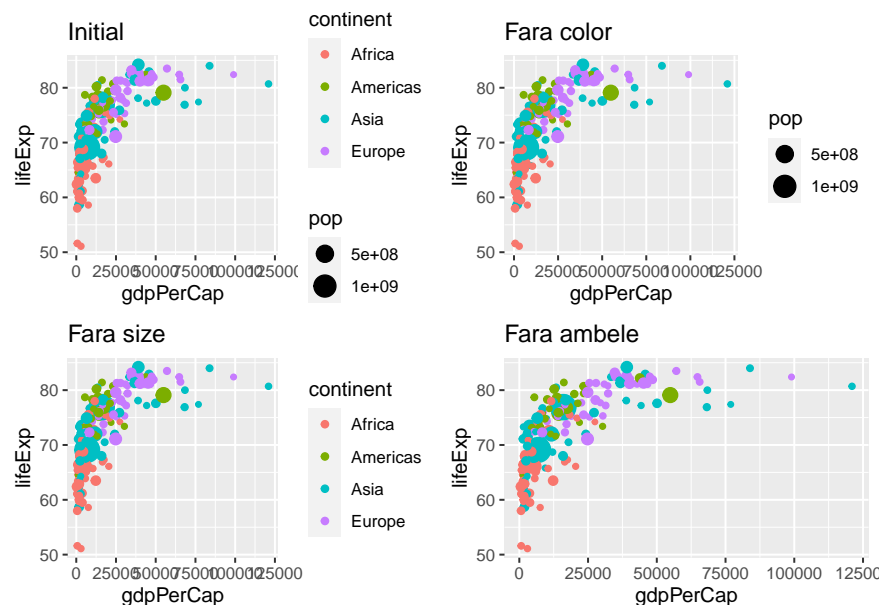 Initial
lifeExp
80
70
60
50
0 25000 50000 75000 100000 125000
gdpPerCap
continent
Africa
Americas
Asia
Europe
pop
5e+08
1e+09
Fara color
lifeExp
80
70
60
50
0 25000 50000 75000 100000 125000
gdpPerCap
pop
5e+08
1e+09
Fara size
lifeExp
80
70
60
50
0 25000 50000 75000 100000 125000
gdpPerCap
continent
Africa
Americas
Asia
Europe
Fara ambele
lifeExp
80
70
60
50
0 25000 50000 75000 100000 12500
gdpPerCap